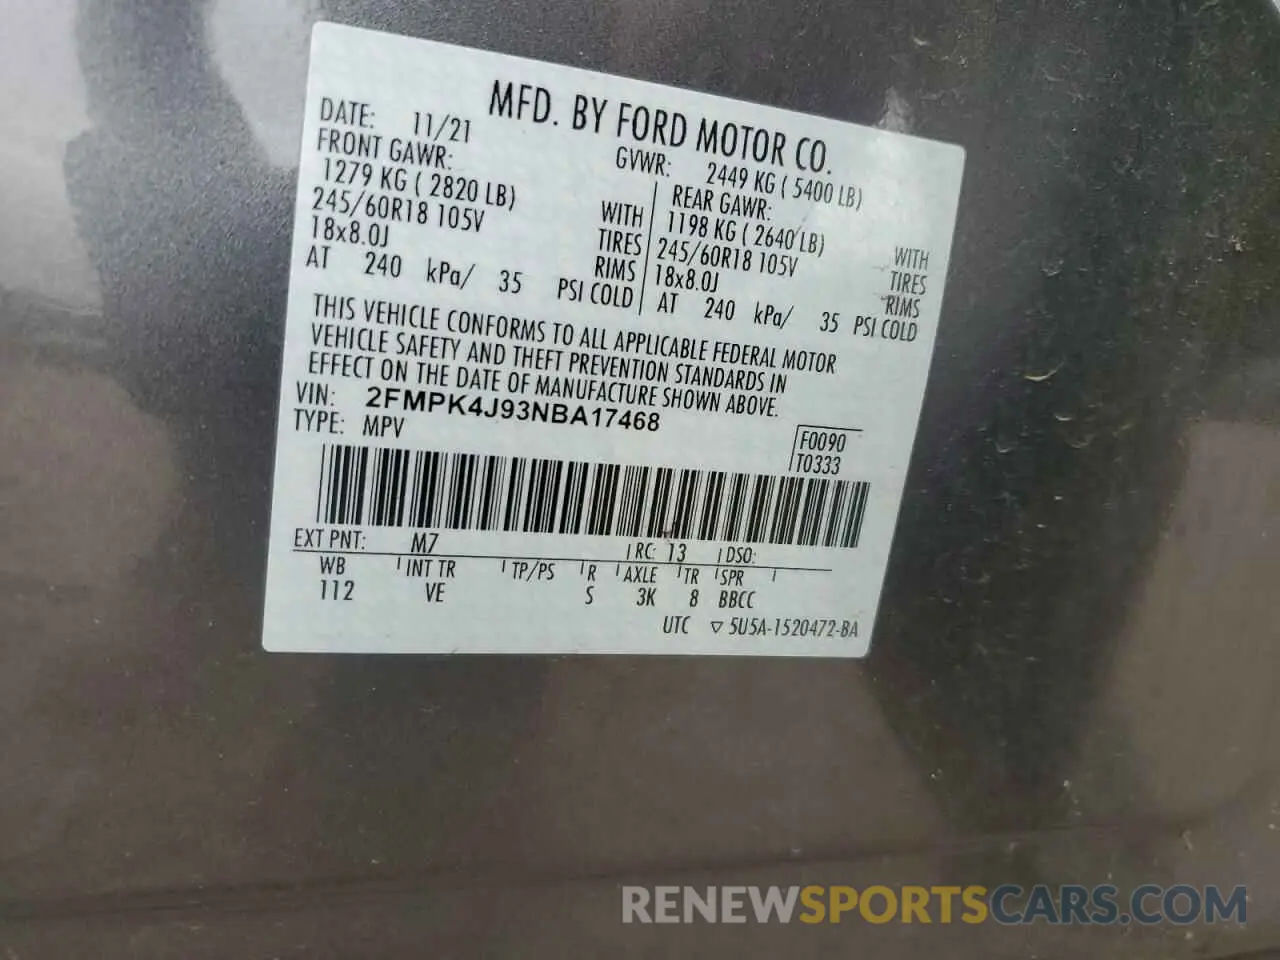 MFD. BY FORD MOTOR CO.
DATE: 11/21
GVWR: 2449 KG ( 5400 LB)
FRONT GAWR:
1279 KG ( 2820 LB) WITH
245/60R18 105V TIRES
18x8.0J RIMS
AT 240 kPa/ 35 PSI COLD
REAR GAWR:
1198 KG ( 2640 LB) WITH
245/60R18 105V TIRES
18x8.0J RIMS
AT 240 kPa/ 35 PSI COLD
THIS VEHICLE CONFORMS TO ALL APPLICABLE FEDERAL MOTOR
VEHICLE SAFETY AND THEFT PREVENTION STANDARDS IN
EFFECT ON THE DATE OF MANUFACTURE SHOWN ABOVE.
VIN: 2FMPK4J93NBA17468
TYPE: MPV
F0090
T0333
EXT PNT: M7 RC: 13 DSO:
WB INT TR TP/PS R AXLE TR SPR
112 VE S 3K 8 BBCC
UTC ▽ 5U5A-1520472-BA
RENEWSPORTSCARS.COM